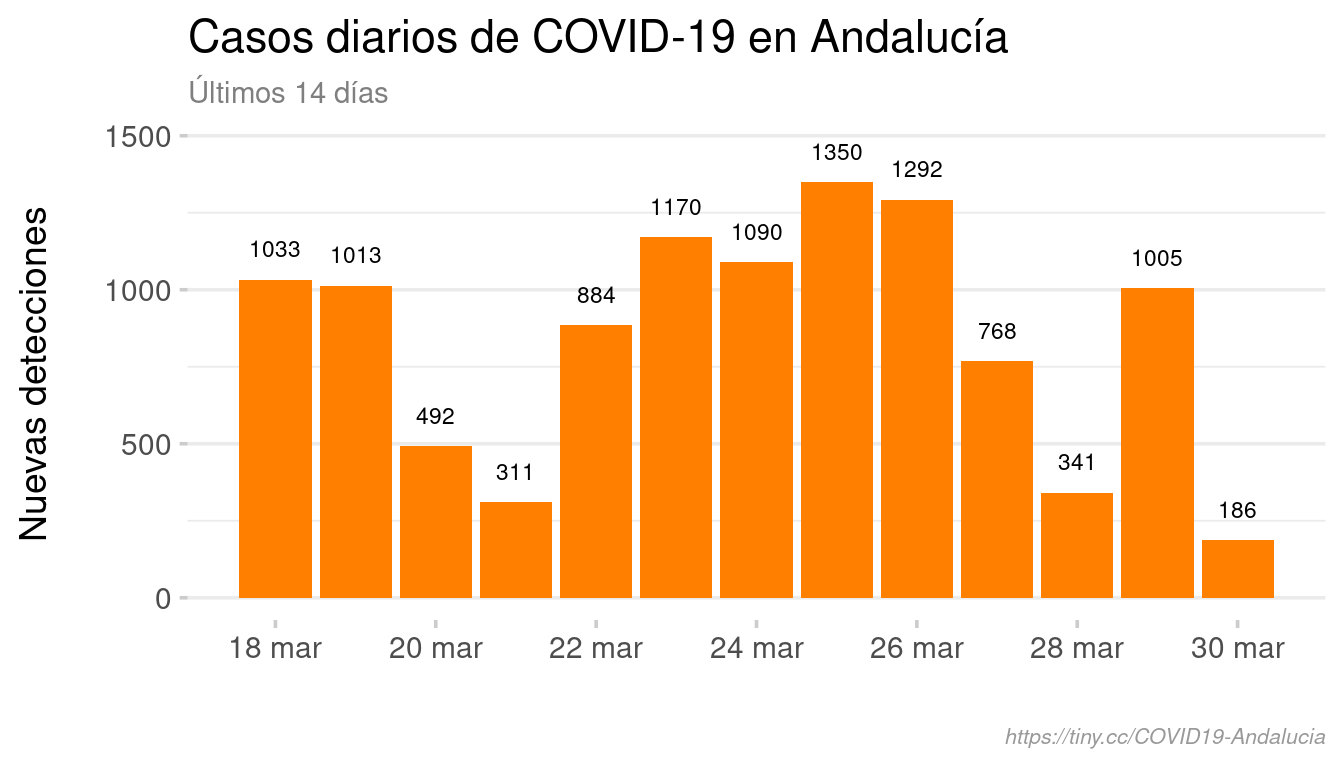 Casos diarios de COVID-19 en Andalucía
Últimos 14 días
Nuevas detecciones
1500
1000
500
0
1033
1013
492
311
884
1170
1090
1350
1292
768
341
1005
186
18 mar
20 mar
22 mar
24 mar
26 mar
28 mar
30 mar
https://tiny.cc/COVID19-Andalucia